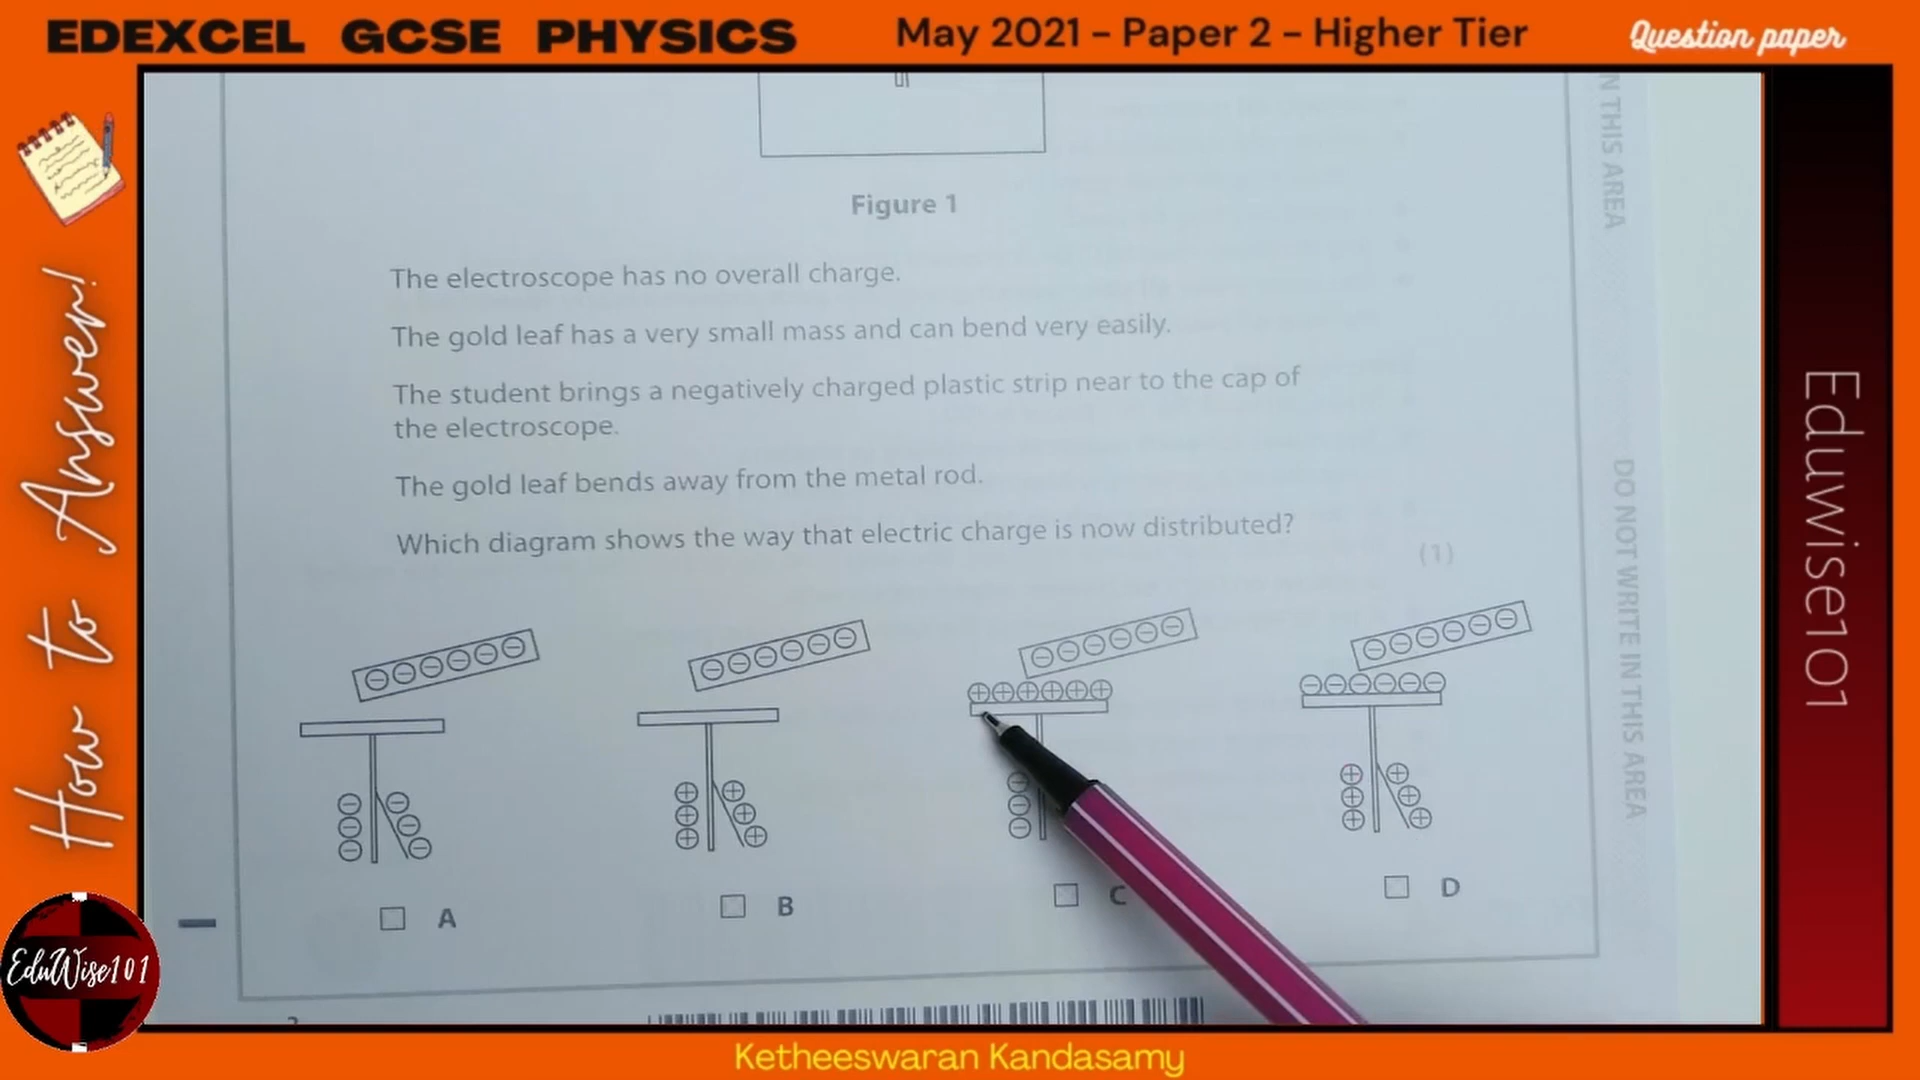 EDEXCEL GCSE PHYSICS
May 2021 - Paper 2 - Higher Tier
Question paper
How to Answer!
Eduwise101
EduWise101
N THIS AREA
DO NOT WRITE IN THIS AREA
Figure 1
The electroscope has no overall charge.
The gold leaf has a very small mass and can bend very easily.
The student brings a negatively charged plastic strip near to the cap of
the electroscope.
The gold leaf bends away from the metal rod.
Which diagram shows the way that electric charge is now distributed?
(1)
A
B
C
D
Ketheeswaran Kandasamy